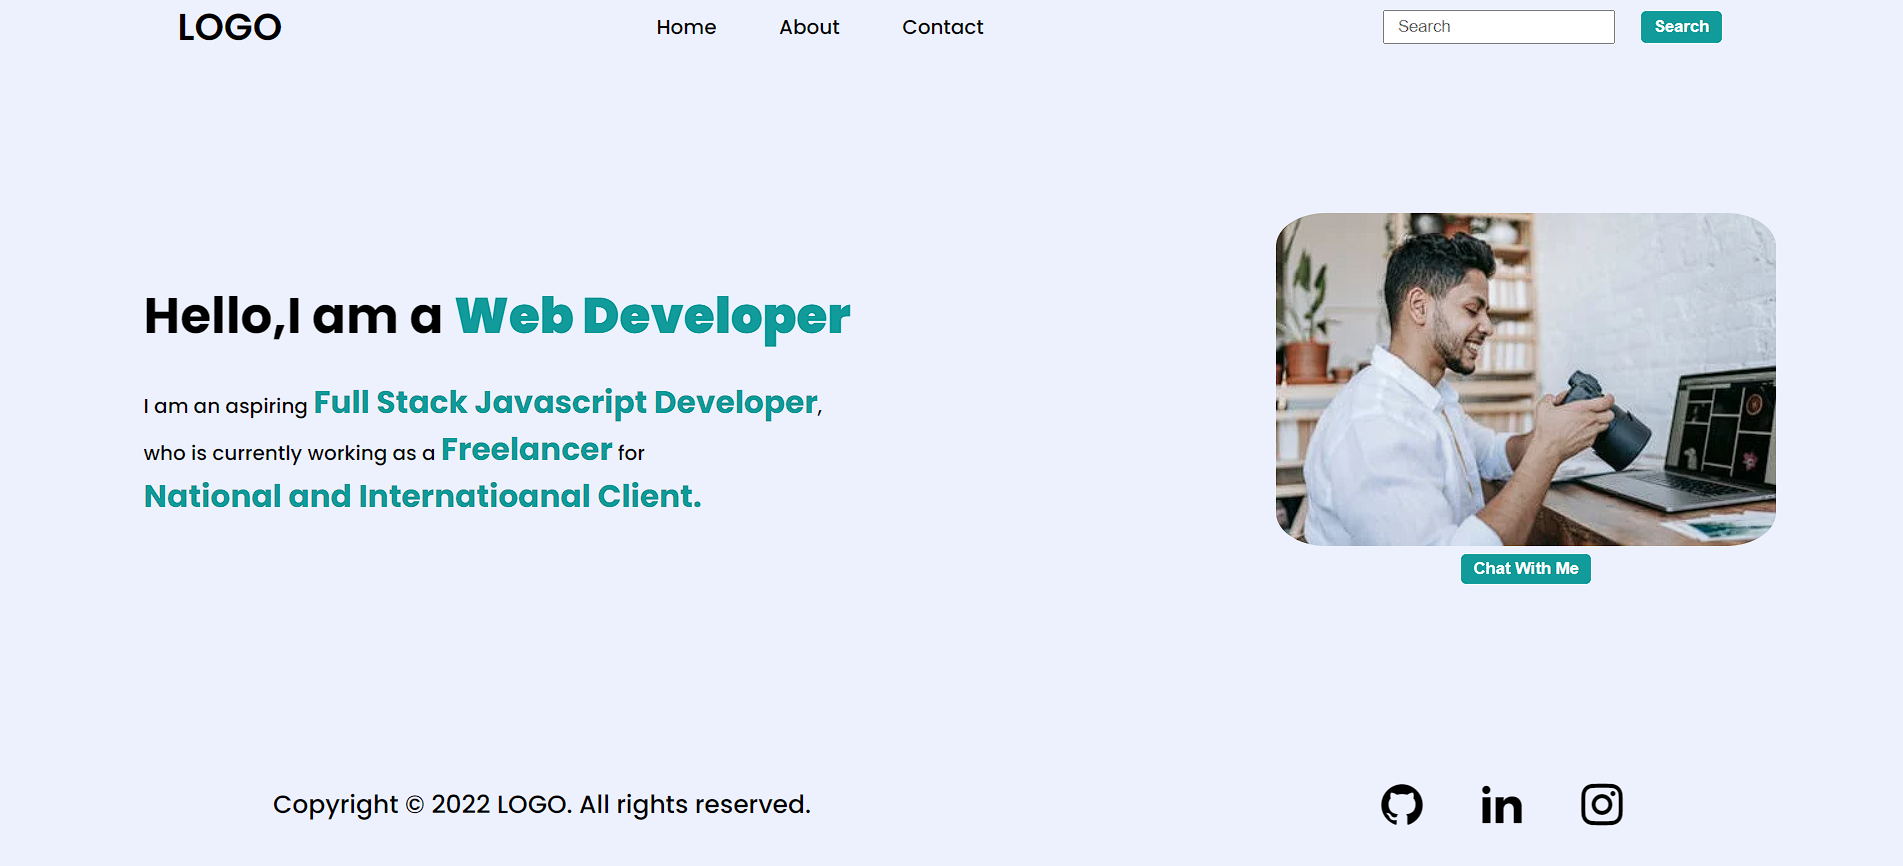 LOGO
Home
About
Contact
Search
Search
Hello,I am a Web Developer
I am an aspiring Full Stack Javascript Developer,
who is currently working as a Freelancer for
National and Internatioanal Client.
Chat With Me
Copyright © 2022 LOGO. All rights reserved.
in